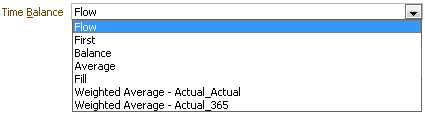 Time Balance Flow
Flow
First
Balance
Average
Fill
Weighted Average - Actual_Actual
Weighted Average - Actual_365